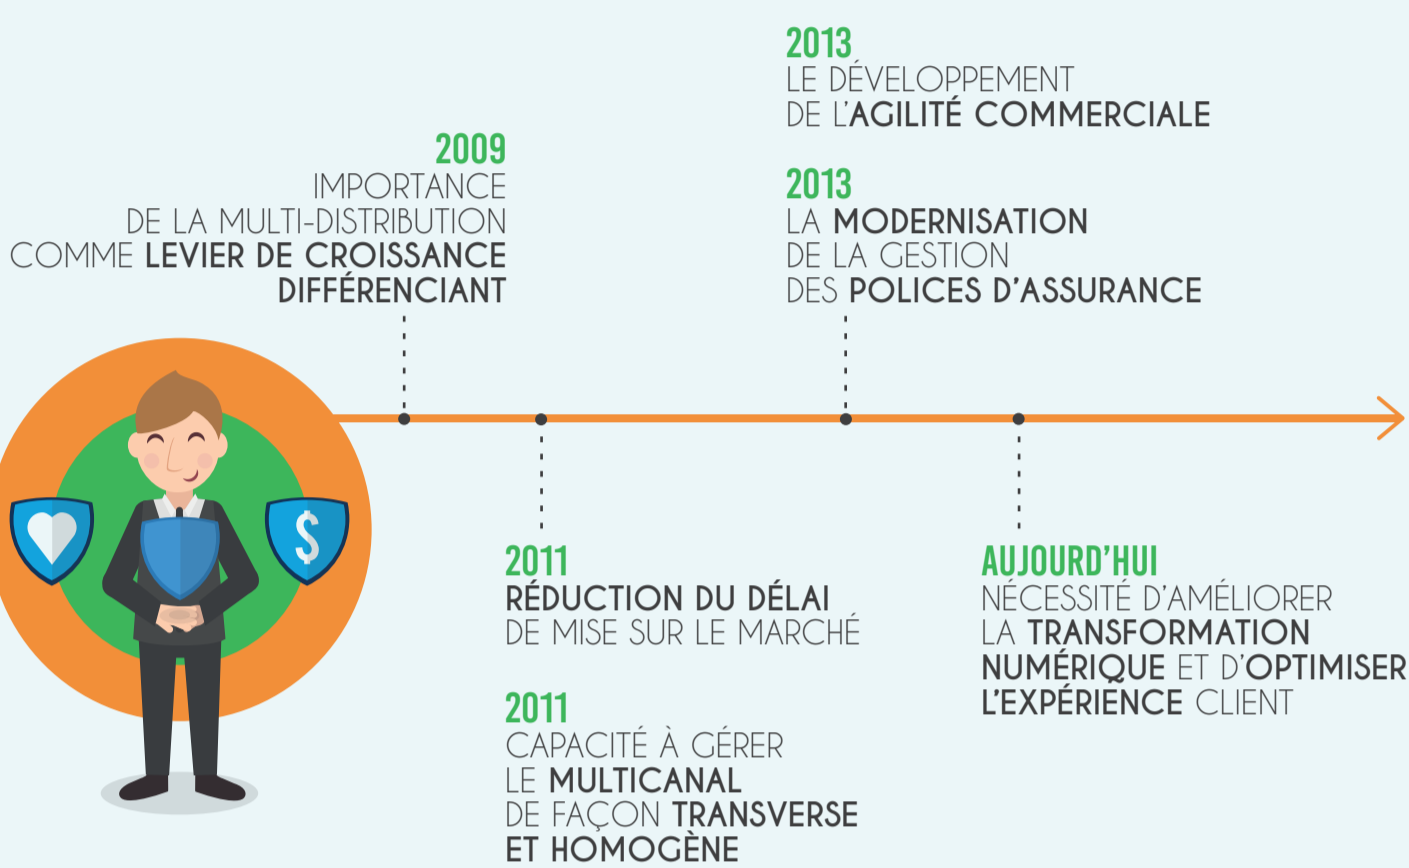 2009
IMPORTANCE
DE LA MULTI-DISTRIBUTION
COMME LEVIER DE CROISSANCE
DIFFÉRENCIANT
2011
RÉDUCTION DU DÉLAI
DE MISE SUR LE MARCHÉ
2011
CAPACITÉ À GÉRER
LE MULTICANAL
DE FAÇON TRANSVERSE
ET HOMOGÈNE
2013
LE DÉVELOPPEMENT
DE L'AGILITÉ COMMERCIALE
2013
LA MODERNISATION
DE LA GESTION
DES POLICES D'ASSURANCE
AUJOURD'HUI
NÉCESSITÉ D'AMÉLIORER
LA TRANSFORMATION
NUMÉRIQUE ET D'OPTIMISER
L'EXPÉRIENCE CLIENT
$